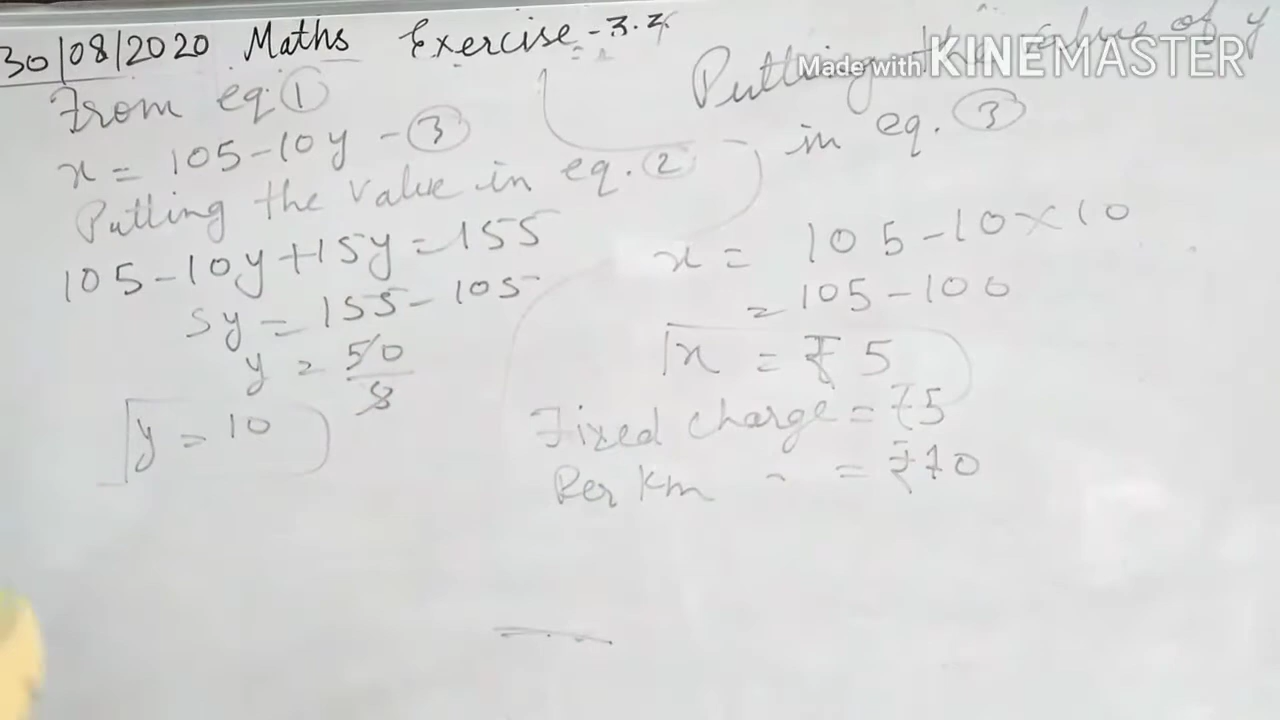 30/08/2020 Maths Exercise-3.3
From eq. ①
x = 105-10y -③
Putting the value in eq. ②
105-10y+15y=155
5y = 155-105
y = 50/5
y = 10
Putting the value of y
in eq. ③
x = 105-10×10
= 105-100
x = ₹ 5
Fixed charge = ₹5
Per Km " = ₹10
Made with KINEMASTER